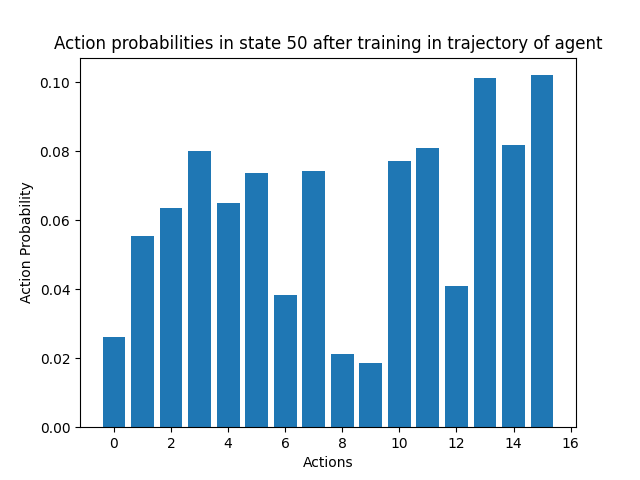 Action probabilities in state 50 after training in trajectory of agent
0.10
0.08
0.06
0.04
0.02
0.00
Action Probability
0 2 4 6 8 10 12 14 16
Actions